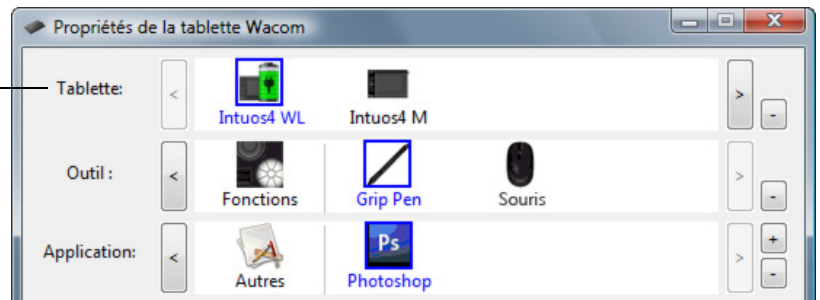 Propriétés de la tablette Wacom
Tablette:
<
Intuos4 WL
Intuos4 M
>
-
Outil :
<
Fonctions
Grip Pen
Souris
>
-
Application:
<
Autres
Ps
Photoshop
>
+
-